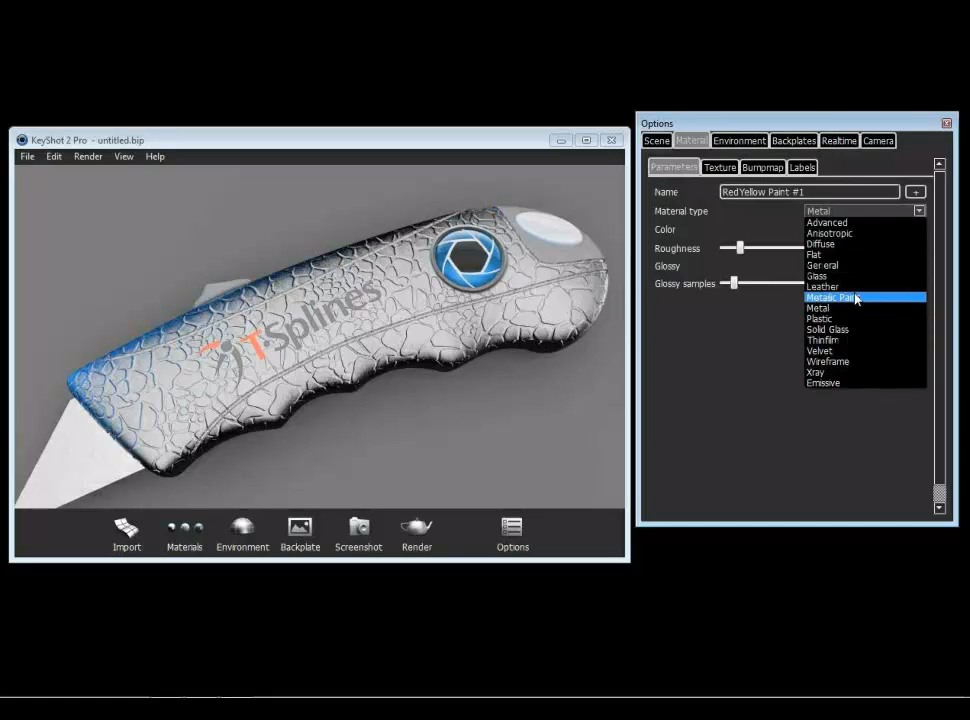 KeyShot 2 Pro - untitled.bip
File Edit Render View Help
T-Splines
Import Materials Environment Backplate Screenshot Render Options
Options
Scene Material Environment Backplates Realtime Camera
Parameters Texture Bumpmap Labels
Name RedYellow Paint #1 +
Material type Metal
Color
Roughness
Glossy
Glossy samples
Advanced
Anisotropic
Diffuse
Flat
General
Glass
Leather
Metallic Paint
Metal
Plastic
Solid Glass
Thinfilm
Velvet
Wireframe
Xray
Emissive